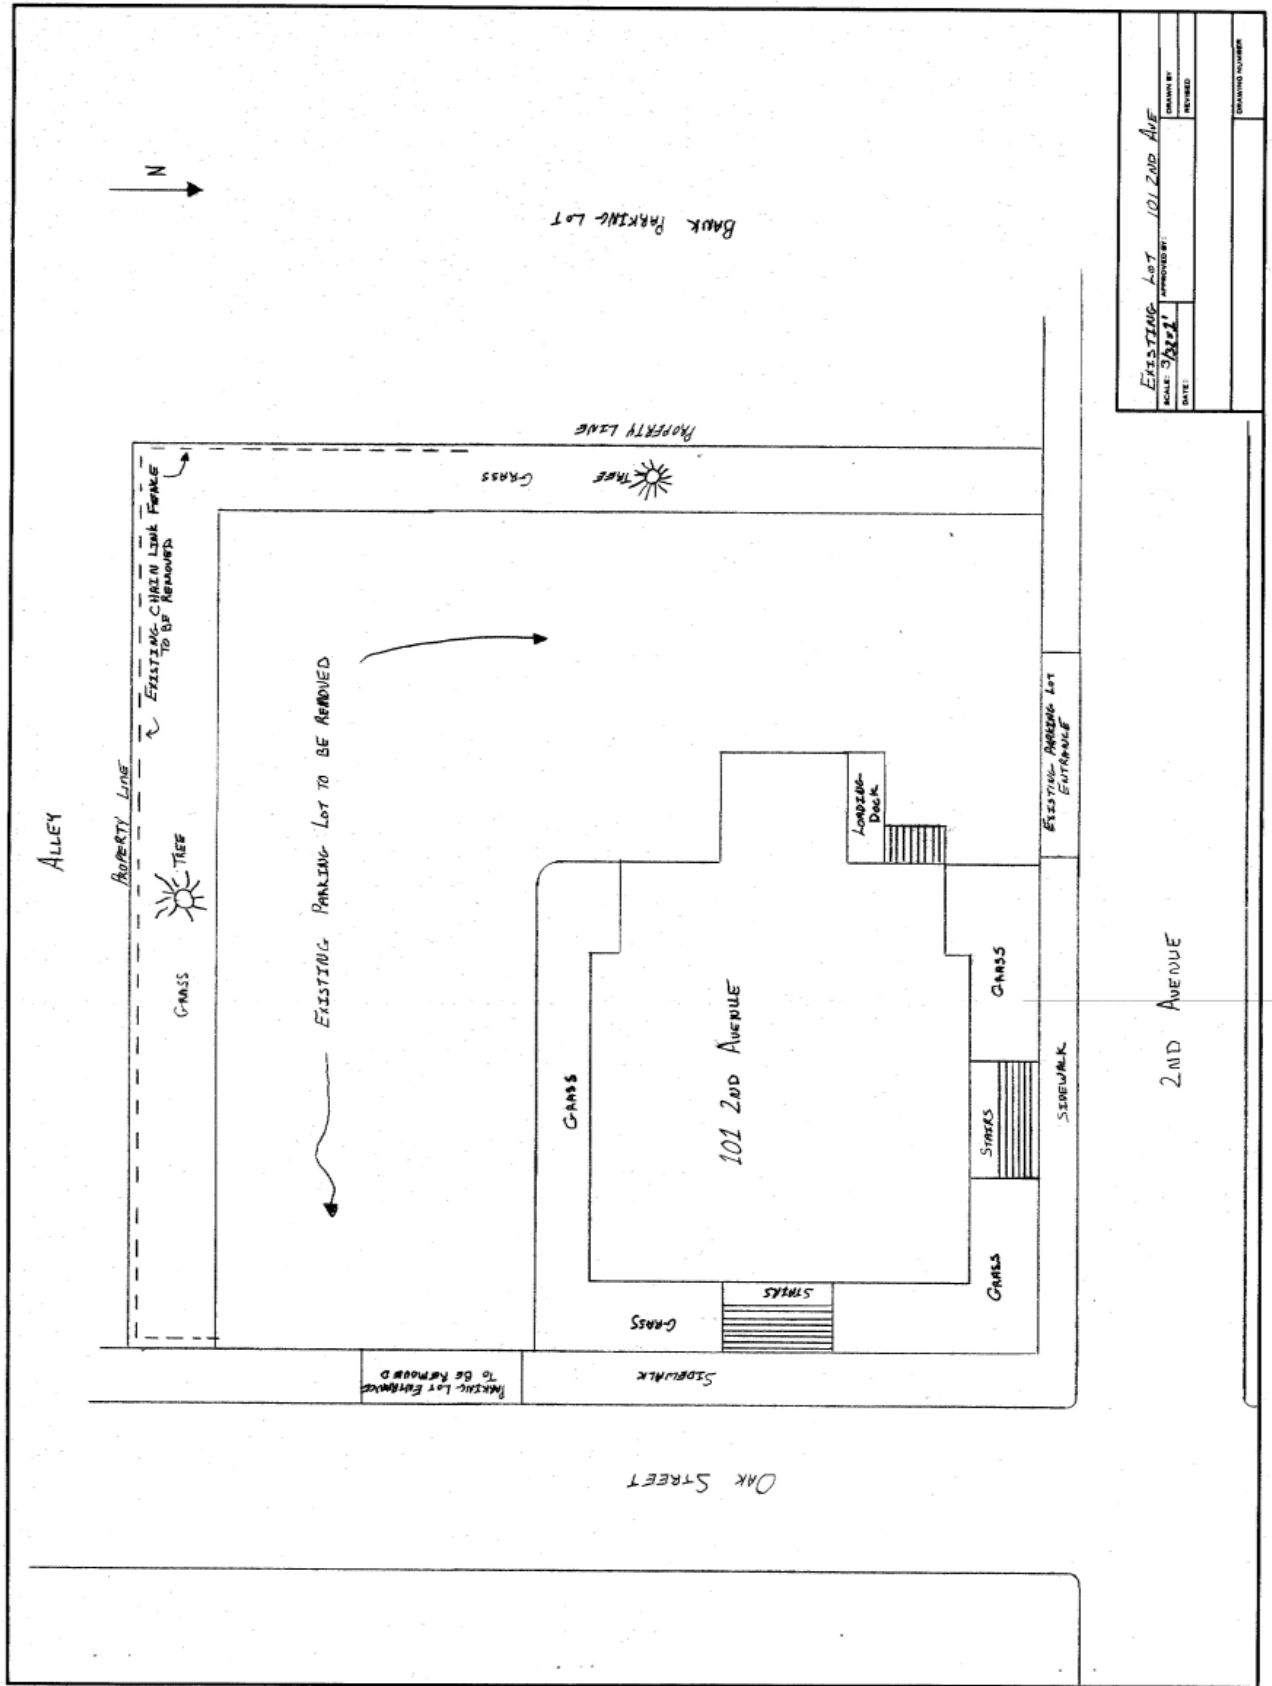 N
BANK PARKING LOT
PROPERTY LINE
GRASS
TREE
EXISTING CHAIN LINK FENCE
TO BE REMOVED
ALLEY
PROPERTY LINE
TREE
GRASS
EXISTING PARKING LOT TO BE REMOVED
LOADING
DOCK
EXISTING PARKING LOT
ENTRANCE
GRASS
101 2ND AVENUE
GRASS
STAIRS
SIDEWALK
2ND AVENUE
GRASS
STAIRS
GRASS
PARKING LOT ENTRANCE
TO BE REMOVED
SIDEWALK
OAK STREET
EXISTING LOT 101 2ND AVE
SCALE: 3/32=1'
APPROVED BY:
DRAWN BY
DATE:
REVISED
DRAWING NUMBER